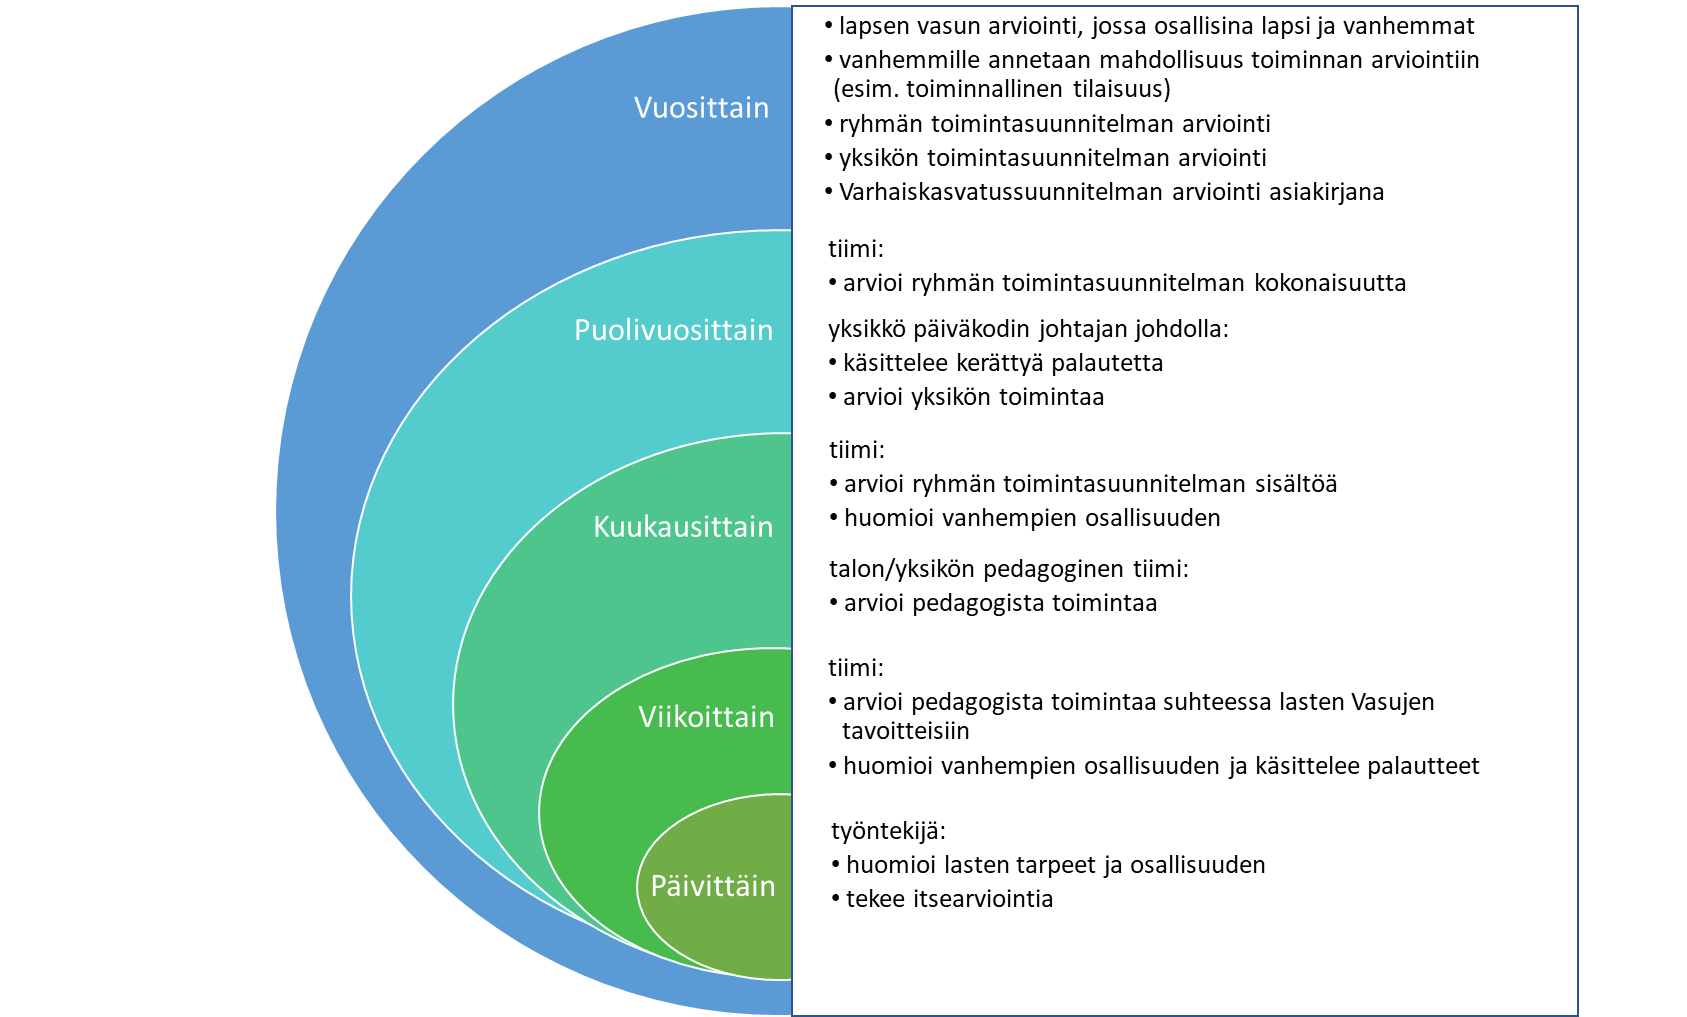 Vuosittain
• lapsen vasun arviointi, jossa osallisina lapsi ja vanhemmat
• vanhemmille annetaan mahdollisuus toiminnan arviointiin
(esim. toiminnallinen tilaisuus)
• ryhmän toimintasuunnitelman arviointi
• yksikön toimintasuunnitelman arviointi
• Varhaiskasvatussuunnitelman arviointi asiakirjana
Puolivuosittain
tiimi:
• arvioi ryhmän toimintasuunnitelman kokonaisuutta
yksikkö päiväkodin johtajan johdolla:
• käsittelee kerättyä palautetta
• arvioi yksikön toimintaa
Kuukausittain
tiimi:
• arvioi ryhmän toimintasuunnitelman sisältöä
• huomioi vanhempien osallisuuden
talon/yksikön pedagoginen tiimi:
• arvioi pedagogista toimintaa
Viikoittain
tiimi:
• arvioi pedagogista toimintaa suhteessa lasten Vasujen
tavoitteisiin
• huomioi vanhempien osallisuuden ja käsittelee palautteet
Päivittäin
työntekijä:
• huomioi lasten tarpeet ja osallisuuden
• tekee itsearviointia